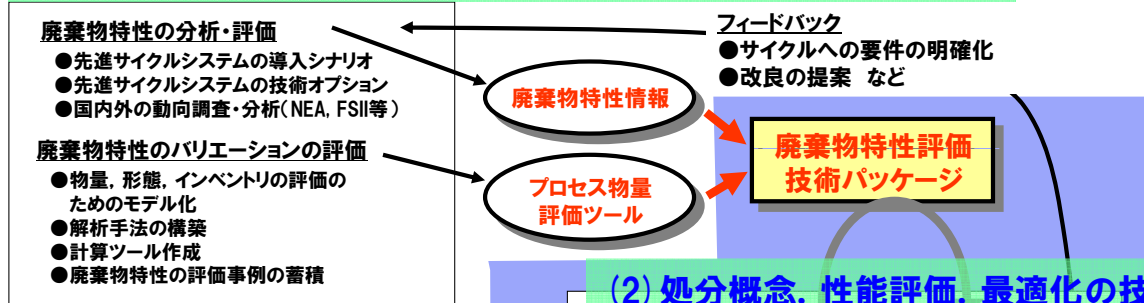 廃棄物特性の分析・評価
●先進サイクルシステムの導入シナリオ
●先進サイクルシステムの技術オプション
●国内外の動向調査・分析(NEA, FSII等)
廃棄物特性のバリエーションの評価
●物量, 形態, インベントリの評価の
ためのモデル化
●解析手法の構築
●計算ツール作成
●廃棄物特性の評価事例の蓄積
廃棄物特性情報
プロセス物量
評価ツール
フィードバック
●サイクルへの要件の明確化
●改良の提案 など
廃棄物特性評価
技術パッケージ
(2) 処分概念, 性能評価, 最適化の技